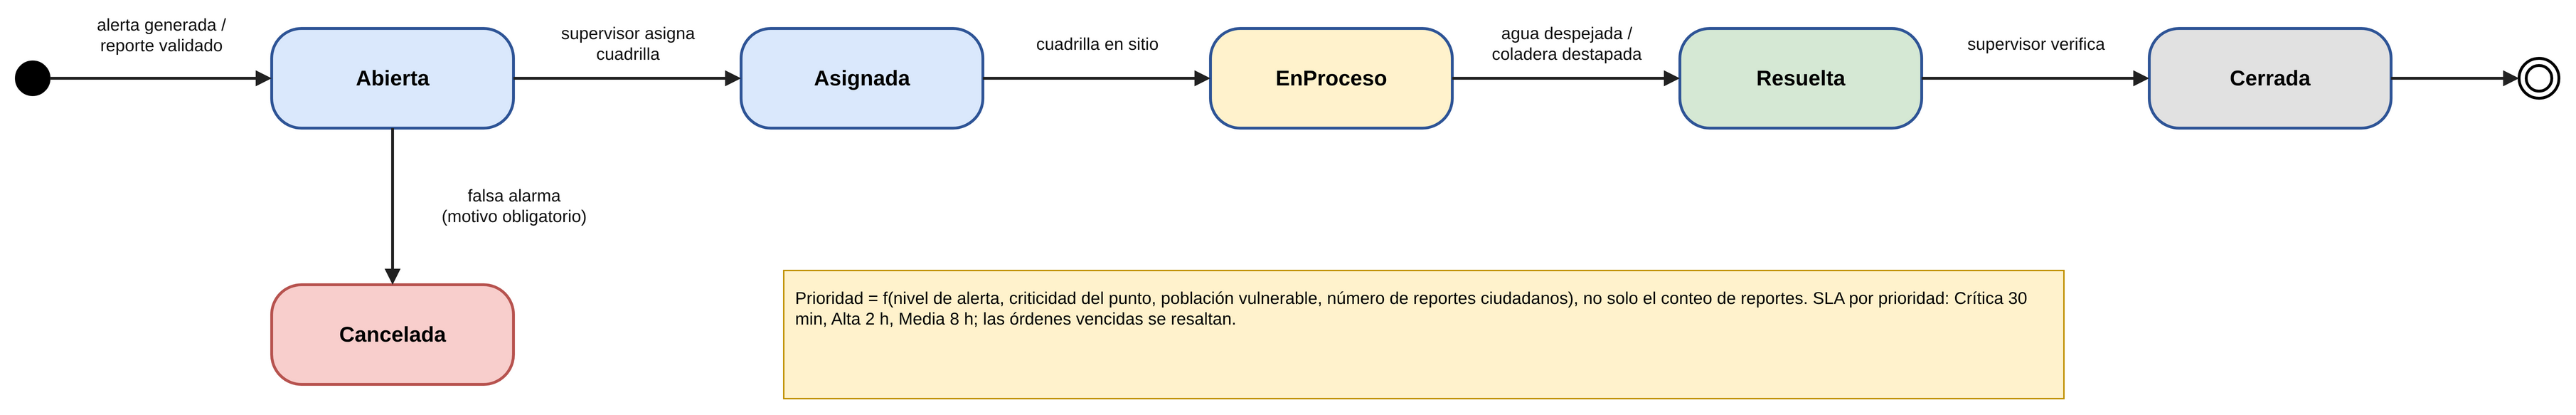 alerta generada /
reporte validado
Abierta
supervisor asigna
cuadrilla
Asignada
cuadrilla en sitio
EnProceso
agua despejada /
coladera destapada
Resuelta
supervisor verifica
Cerrada
falsa alarma
(motivo obligatorio)
Cancelada
Prioridad = f(nivel de alerta, criticidad del punto, población vulnerable, número de reportes ciudadanos), no solo el conteo de reportes. SLA por prioridad: Crítica 30
min, Alta 2 h, Media 8 h; las órdenes vencidas se resaltan.